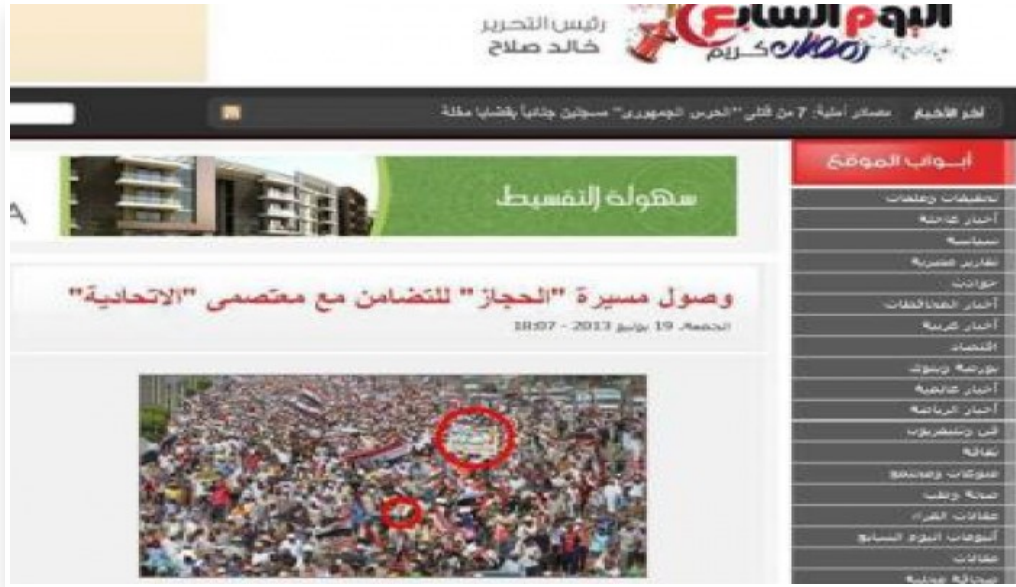 اليوم السابع
رمضان كريم
رئيس التحرير
خالد صلاح
آخر الأخبار مصادر أمنية: 7 من قتلى "الحرس الجمهورى" مسجلين جنائياً بقضايا مخلة
أبـــواب الموقع
تحقيقات وملفات
أخبار عاجلة
سياسة
تقارير مصرية
حوادث
أخبار المحافظات
أخبار عربية
اقتصاد
بورصة وبنوك
أخبار عالمية
أخبار الرياضة
فن وتليفزيون
ثقافة
منوعات ومجتمع
صحة وطب
مقالات القراء
ألبومات اليوم السابع
مقالات
صحافة محلية
سهولة التقسيط
A
وصول مسيرة "الحجاز" للتضامن مع معتصمى "الاتحادية"
الجمعة، 19 يوليو 2013 - 18:07